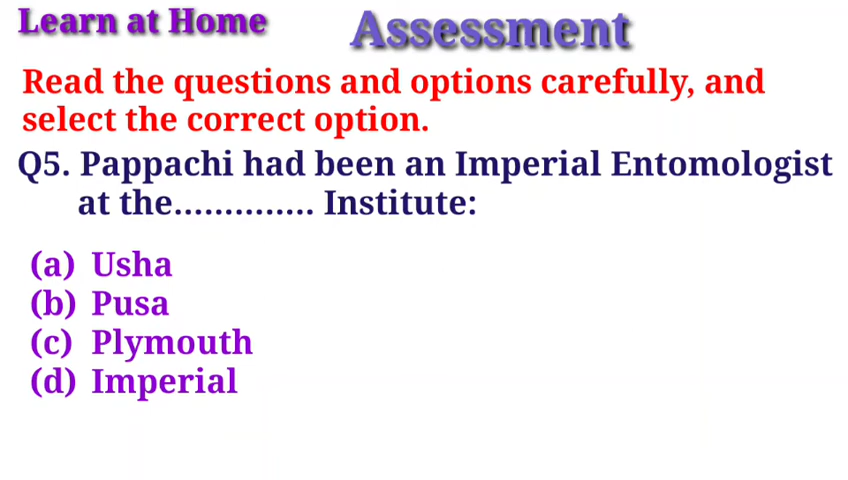 Learn at Home
Assessment
Read the questions and options carefully, and
select the correct option.
Q5. Pappachi had been an Imperial Entomologist
at the.............. Institute:
(a) Usha
(b) Pusa
(c) Plymouth
(d) Imperial